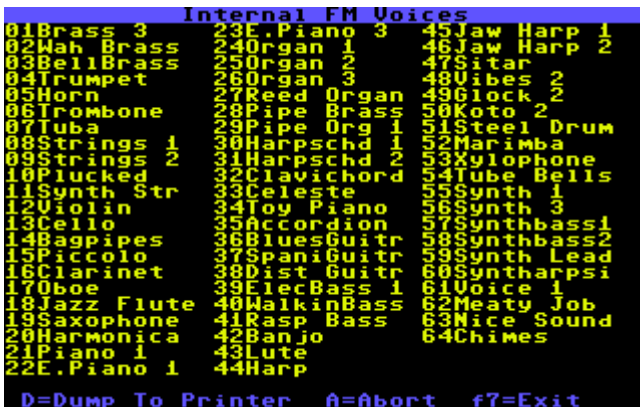 Internal FM Voices
01Brass 3 23E.Piano 3 45Jaw Harp 1
02Wah Brass 24Organ 1 46Jaw Harp 2
03BellBrass 25Organ 2 47Sitar
04Trumpet 26Organ 3 48Vibes 2
05Horn 27Reed Organ 49Glock 2
06Trombone 28Pipe Brass 50Koto 2
07Tuba 29Pipe Org 1 51Steel Drum
08Strings 1 30Harpschd 1 52Marimba
09Strings 2 31Harpschd 2 53Xylophone
10Plucked 32Clavichord 54Tube Bells
11Synth Str 33Celeste 55Synth 1
12Violin 34Toy Piano 56Synth 3
13Cello 35Accordion 57Synthbass1
14Bagpipes 36BluesGuitr 58Synthbass2
15Piccolo 37SpaniGuitr 59Synth Lead
16Clarinet 38Dist Guitr 60Syntharpsi
17Oboe 39ElecBass 1 61Voice 1
18Jazz Flute 40WalkinBass 62Meaty Job
19Saxophone 41Rasp Bass 63Nice Sound
20Harmonica 42Banjo 64Chimes
21Piano 1 43Lute
22E.Piano 1 44Harp
D=Dump To Printer A=Abort f7=Exit